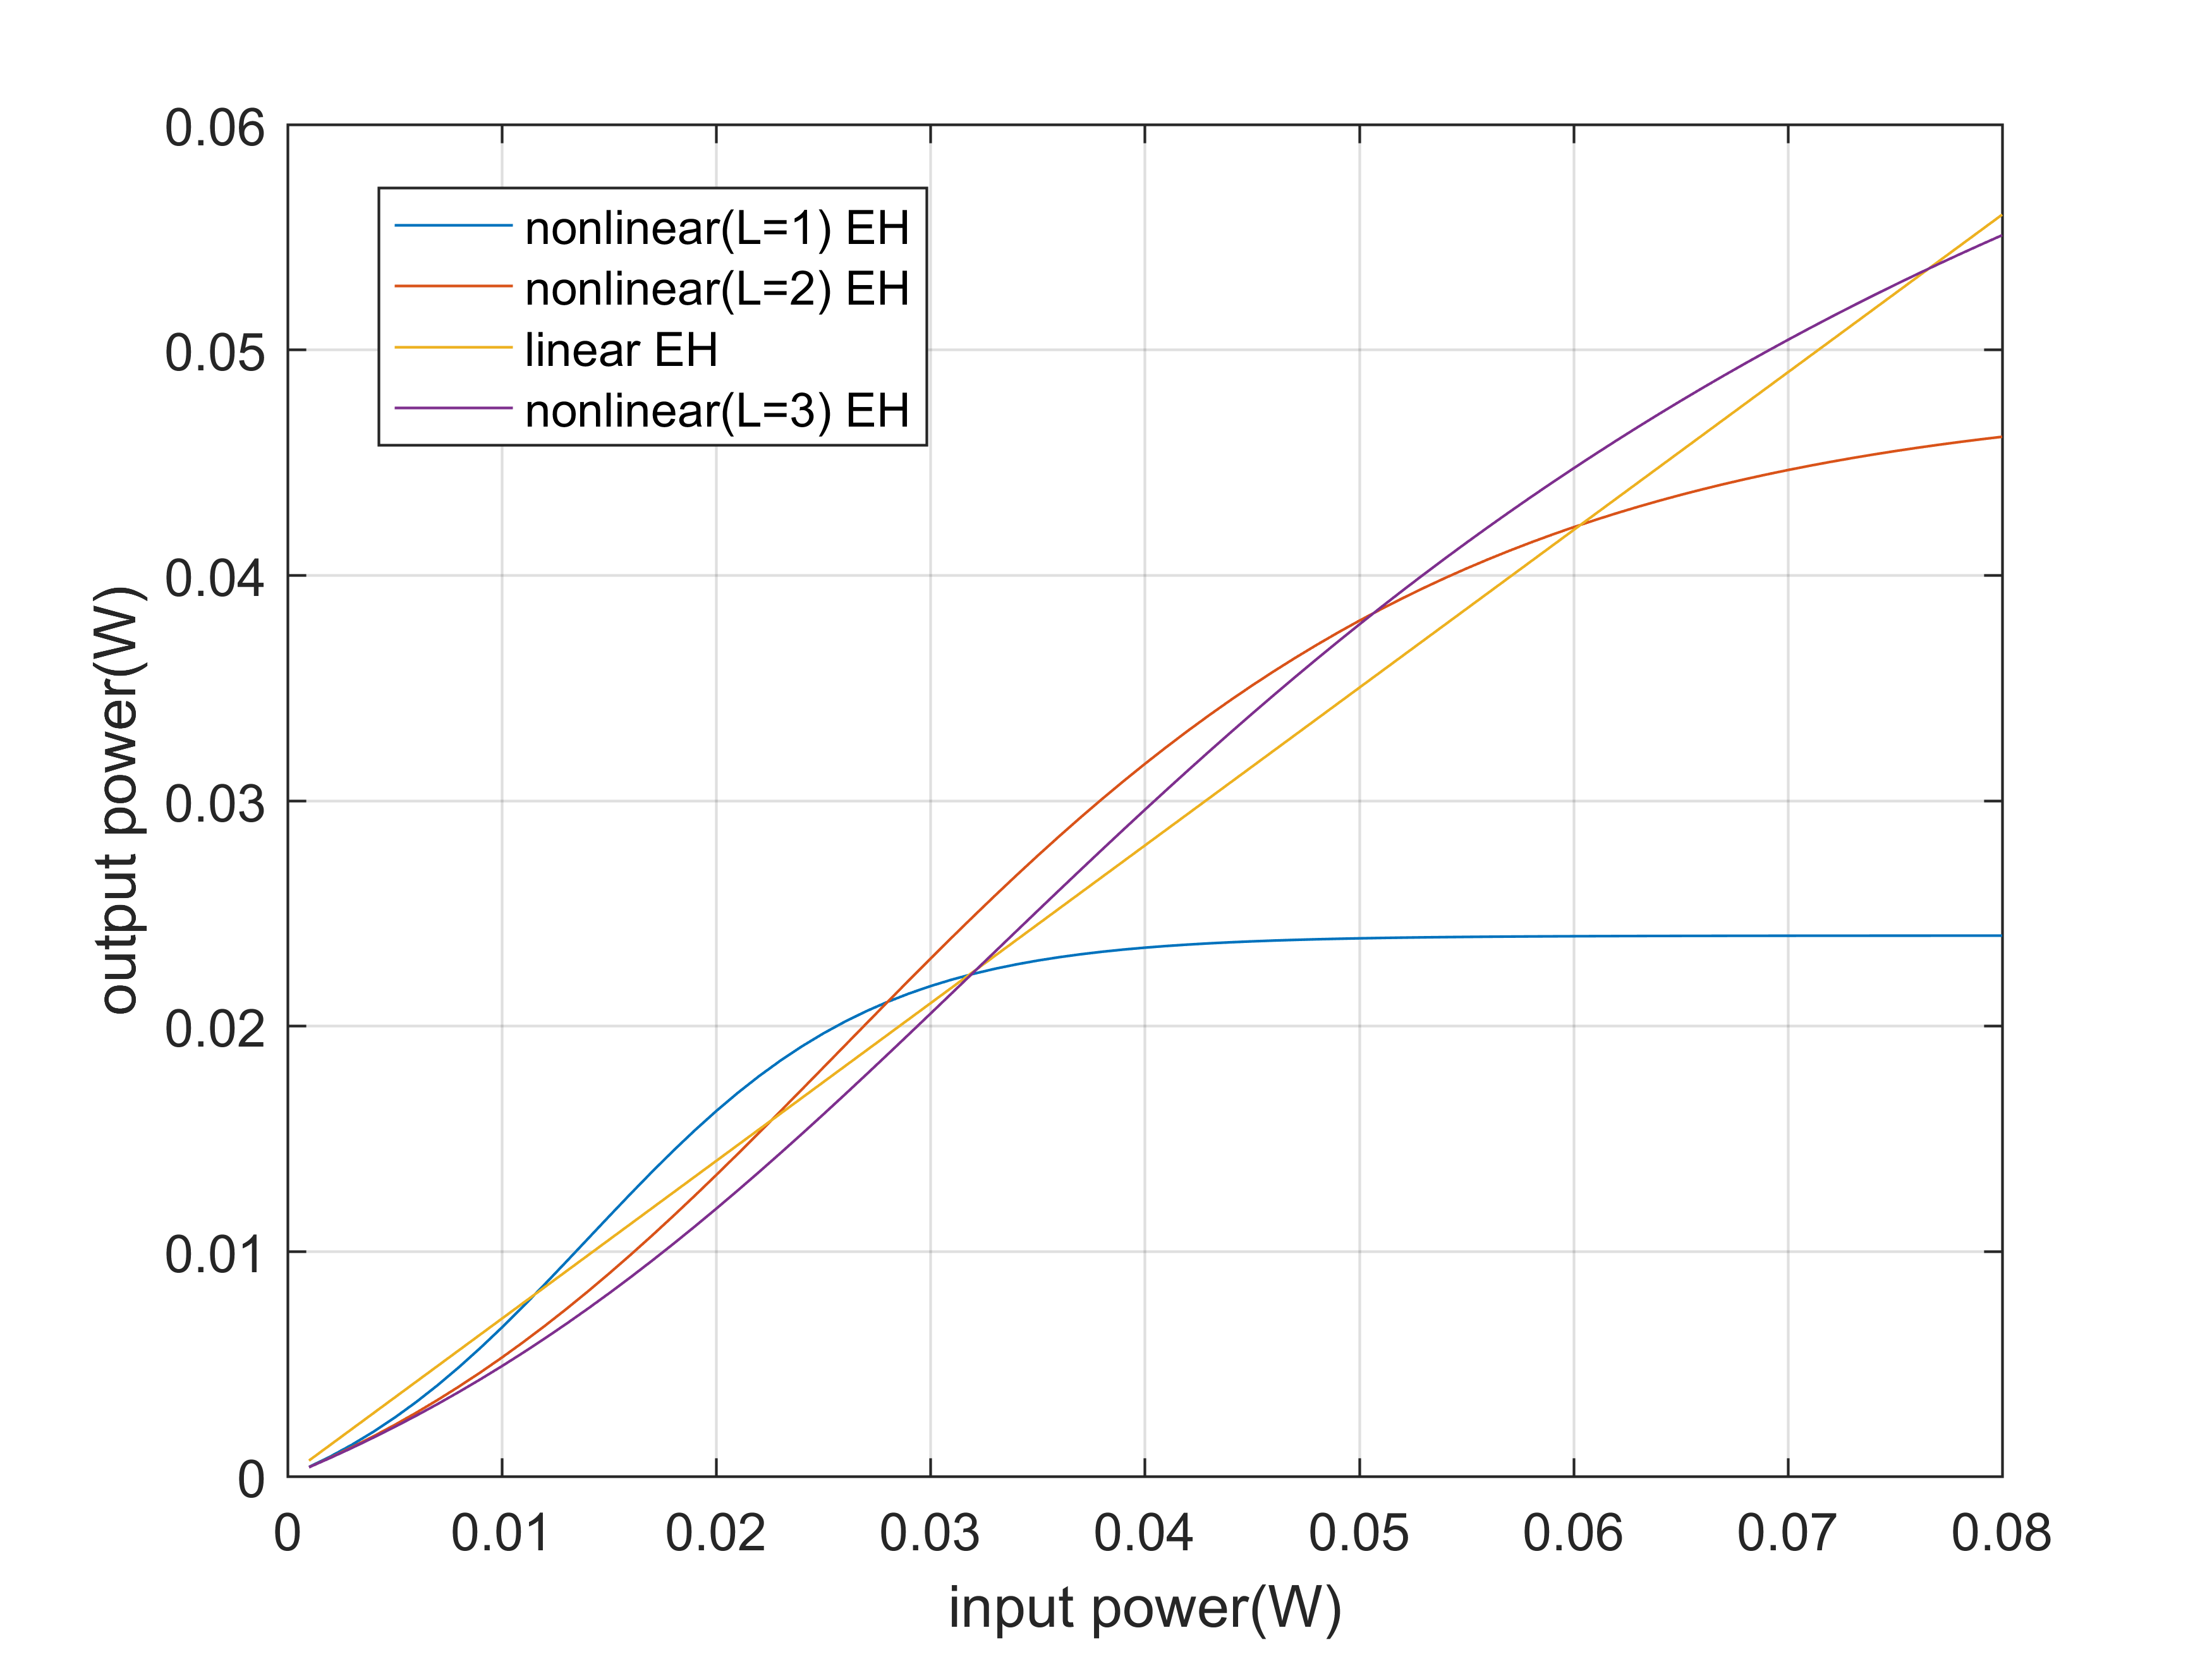 0.06
0.05
0.04
0.03
0.02
0.01
0
output power(W)
nonlinear(L=1) EH
nonlinear(L=2) EH
linear EH
nonlinear(L=3) EH
0 0.01 0.02 0.03 0.04 0.05 0.06 0.07 0.08
input power(W)